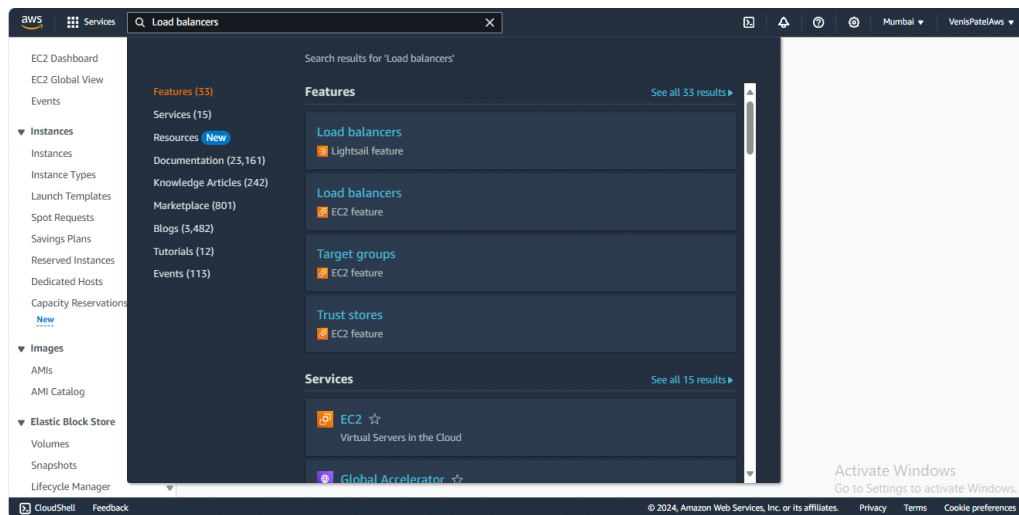 aws Services Load balancers Mumbai VenisPatelAws
EC2 Dashboard
EC2 Global View
Events
Instances
Instances
Instance Types
Launch Templates
Spot Requests
Savings Plans
Reserved Instances
Dedicated Hosts
Capacity Reservations
New
Images
AMIs
AMI Catalog
Elastic Block Store
Volumes
Snapshots
Lifecycle Manager
Search results for 'Load balancers'
Features (33)
Services (15)
Resources New
Documentation (23,161)
Knowledge Articles (242)
Marketplace (801)
Blogs (3,482)
Tutorials (12)
Events (113)
Features See all 33 results
Load balancers
Lightsail feature
Load balancers
EC2 feature
Target groups
EC2 feature
Trust stores
EC2 feature
Services See all 15 results
EC2
Virtual Servers in the Cloud
Global Accelerator
Activate Windows
Go to Settings to activate Windows.
CloudShell Feedback © 2024, Amazon Web Services, Inc. or its affiliates. Privacy Terms Cookie preferences